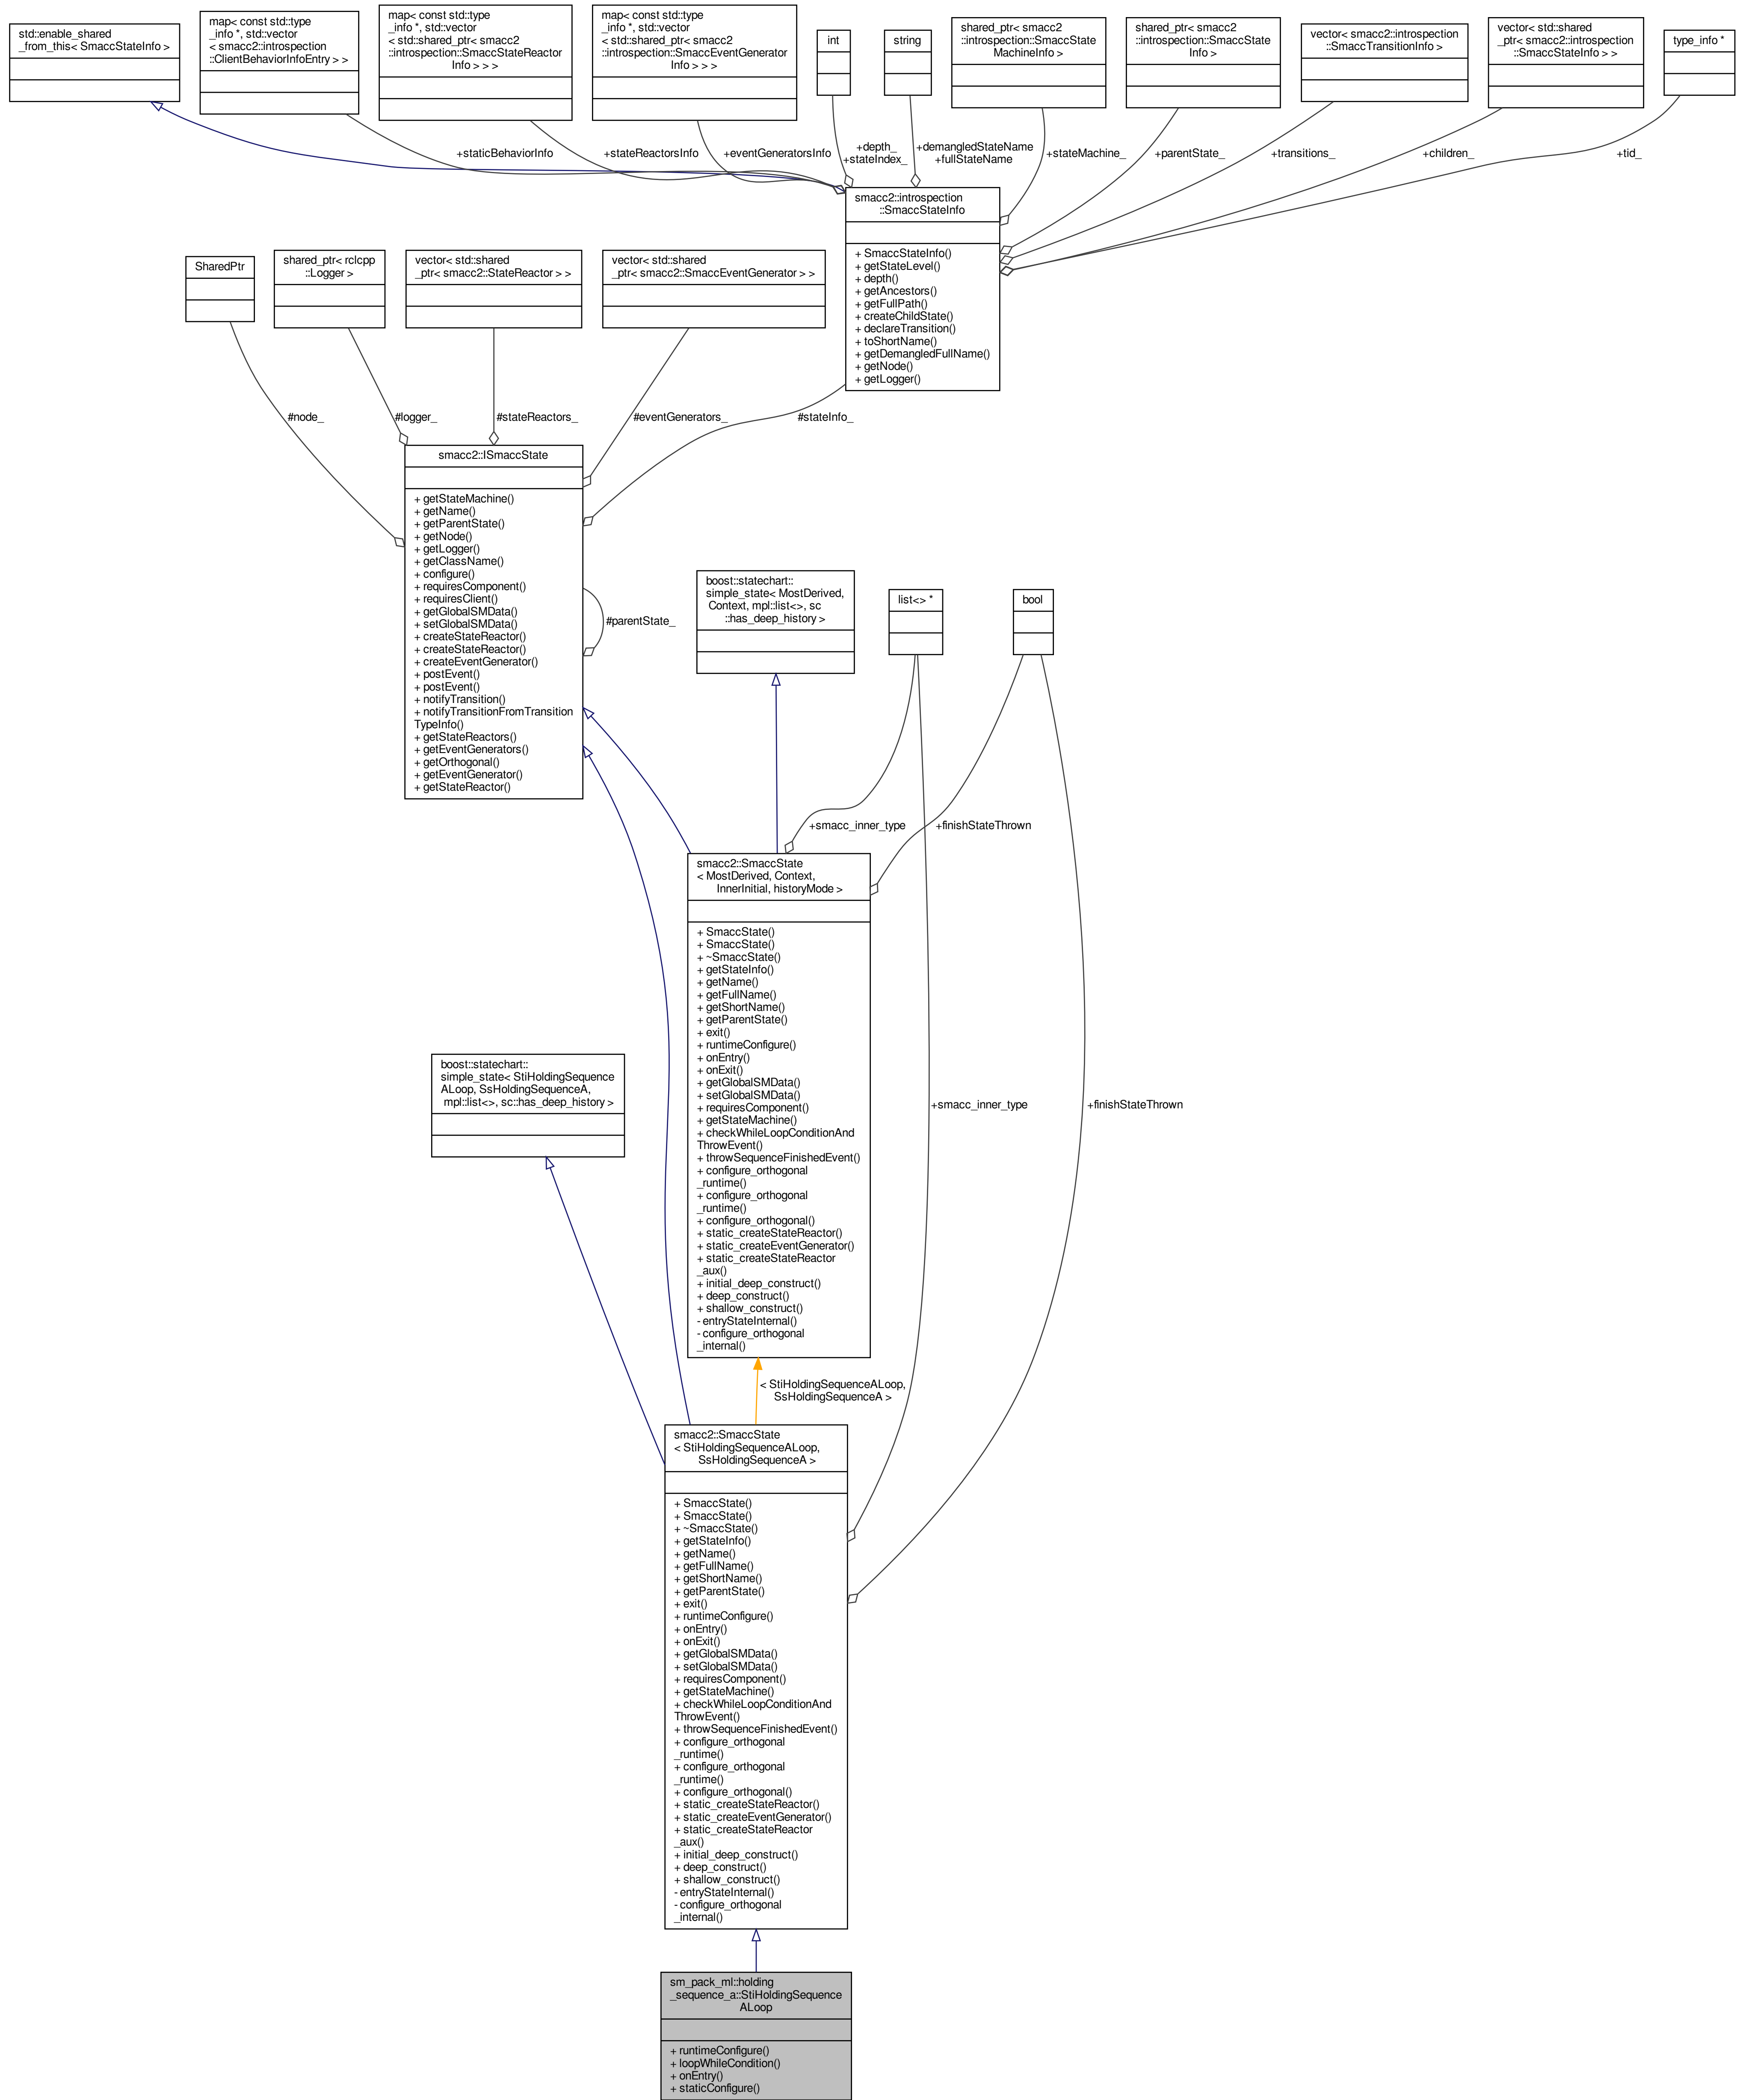 std::enable_shared
_from_this< SmaccStateInfo >
map< const std::type
_info *, std::vector
< smacc2::introspection
::ClientBehaviorInfoEntry > >
map< const std::type
_info *, std::vector
< std::shared_ptr< smacc2
::introspection::SmaccStateReactor
Info > > >
map< const std::type
_info *, std::vector
< std::shared_ptr< smacc2
::introspection::SmaccEventGenerator
Info > > >
int
string
shared_ptr< smacc2
::introspection::SmaccState
MachineInfo >
shared_ptr< smacc2
::introspection::SmaccState
Info >
vector< smacc2::introspection
::SmaccTransitionInfo >
vector< std::shared
_ptr< smacc2::introspection
::SmaccStateInfo > >
type_info *
+staticBehaviorInfo
+stateReactorsInfo
+eventGeneratorsInfo
+depth_
+stateIndex_
+demangledStateName
+fullStateName
+stateMachine_
+parentState_
+transitions_
+children_
+tid_
smacc2::introspection
::SmaccStateInfo
+ SmaccStateInfo()
+ getStateLevel()
+ depth()
+ getAncestors()
+ getFullPath()
+ createChildState()
+ declareTransition()
+ toShortName()
+ getDemangledFullName()
+ getNode()
+ getLogger()
SharedPtr
shared_ptr< rclcpp
::Logger >
vector< std::shared
_ptr< smacc2::StateReactor > >
vector< std::shared
_ptr< smacc2::SmaccEventGenerator > >
#node_
#logger_
#stateReactors_
#eventGenerators_
#stateInfo_
smacc2::ISmaccState
+ getStateMachine()
+ getName()
+ getParentState()
+ getNode()
+ getLogger()
+ getClassName()
+ configure()
+ requiresComponent()
+ requiresClient()
+ getGlobalSMData()
+ setGlobalSMData()
+ createStateReactor()
+ createStateReactor()
+ createEventGenerator()
+ postEvent()
+ postEvent()
+ notifyTransition()
+ notifyTransitionFromTransition
TypeInfo()
+ getStateReactors()
+ getEventGenerators()
+ getOrthogonal()
+ getEventGenerator()
+ getStateReactor()
#parentState_
boost::statechart::
simple_state< MostDerived,
Context, mpl::list<>, sc
::has_deep_history >
list<> *
bool
+smacc_inner_type
+finishStateThrown
smacc2::SmaccState
< MostDerived, Context,
InnerInitial, historyMode >
+ SmaccState()
+ SmaccState()
+ ~SmaccState()
+ getStateInfo()
+ getName()
+ getFullName()
+ getShortName()
+ getParentState()
+ exit()
+ runtimeConfigure()
+ onEntry()
+ onExit()
+ getGlobalSMData()
+ setGlobalSMData()
+ requiresComponent()
+ getStateMachine()
+ checkWhileLoopConditionAnd
ThrowEvent()
+ throwSequenceFinishedEvent()
+ configure_orthogonal
_runtime()
+ configure_orthogonal
_runtime()
+ configure_orthogonal()
+ static_createStateReactor()
+ static_createEventGenerator()
+ static_createStateReactor
_aux()
+ initial_deep_construct()
+ deep_construct()
+ shallow_construct()
- entryStateInternal()
- configure_orthogonal
_internal()
boost::statechart::
simple_state< StiHoldingSequence
ALoop, SsHoldingSequenceA,
mpl::list<>, sc::has_deep_history >
+smacc_inner_type
+finishStateThrown
< StiHoldingSequenceALoop,
SsHoldingSequenceA >
smacc2::SmaccState
< StiHoldingSequenceALoop,
SsHoldingSequenceA >
+ SmaccState()
+ SmaccState()
+ ~SmaccState()
+ getStateInfo()
+ getName()
+ getFullName()
+ getShortName()
+ getParentState()
+ exit()
+ runtimeConfigure()
+ onEntry()
+ onExit()
+ getGlobalSMData()
+ setGlobalSMData()
+ requiresComponent()
+ getStateMachine()
+ checkWhileLoopConditionAnd
ThrowEvent()
+ throwSequenceFinishedEvent()
+ configure_orthogonal
_runtime()
+ configure_orthogonal
_runtime()
+ configure_orthogonal()
+ static_createStateReactor()
+ static_createEventGenerator()
+ static_createStateReactor
_aux()
+ initial_deep_construct()
+ deep_construct()
+ shallow_construct()
- entryStateInternal()
- configure_orthogonal
_internal()
sm_pack_ml::holding
_sequence_a::StiHoldingSequence
ALoop
+ runtimeConfigure()
+ loopWhileCondition()
+ onEntry()
+ staticConfigure()